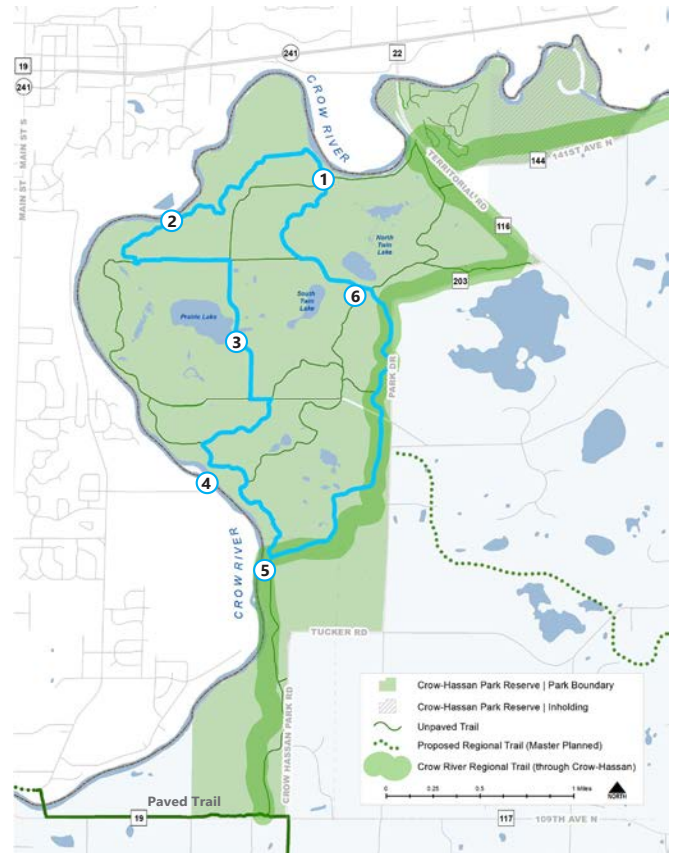 241
22
19
241
CROW RIVER
MAIN ST S
MAIN ST
141ST AVE N
144
TERRITORIAL RD
1
2
116
North
Twin
Lake
203
6
South
Twin
Lake
Prairie Lake
3
PARK DR
4
CROW RIVER
5
TUCKER RD
Crow-Hassan Park Reserve | Park Boundary
Crow-Hassan Park Reserve | Inholding
Unpaved Trail
Proposed Regional Trail (Master Planned)
Crow River Regional Trail (through Crow-Hassan)
0 0.25 0.5 1 Miles
NORTH
CROW HASSAN PARK RD
Paved Trail
19
117
109TH AVE N